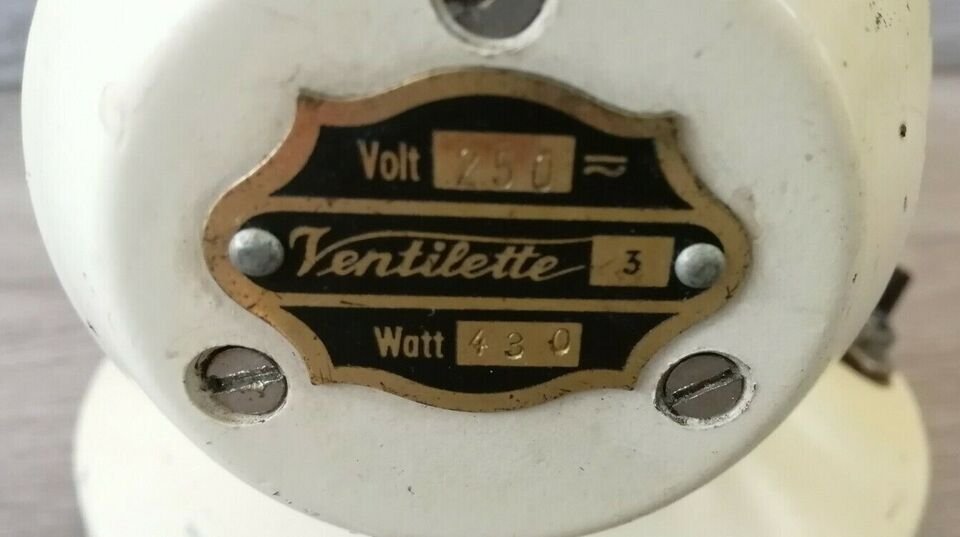 Volt 250 ⎓~
Ventilette 3
Watt 430